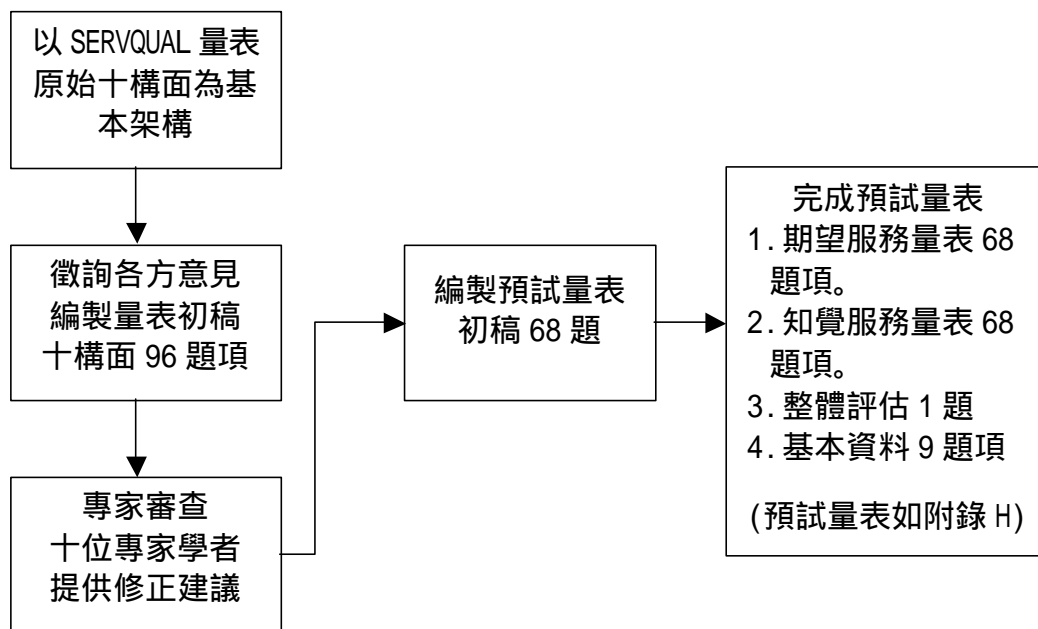 以 SERVQUAL 量表
原始十構面為基
本架構
徵詢各方意見
編製量表初稿
十構面 96 題項
專家審查
十位專家學者
提供修正建議
編製預試量表
初稿 68 題
完成預試量表
1. 期望服務量表 68
題項。
2. 知覺服務量表 68
題項。
3. 整體評估 1 題
4. 基本資料 9 題項
(預試量表如附錄 H)